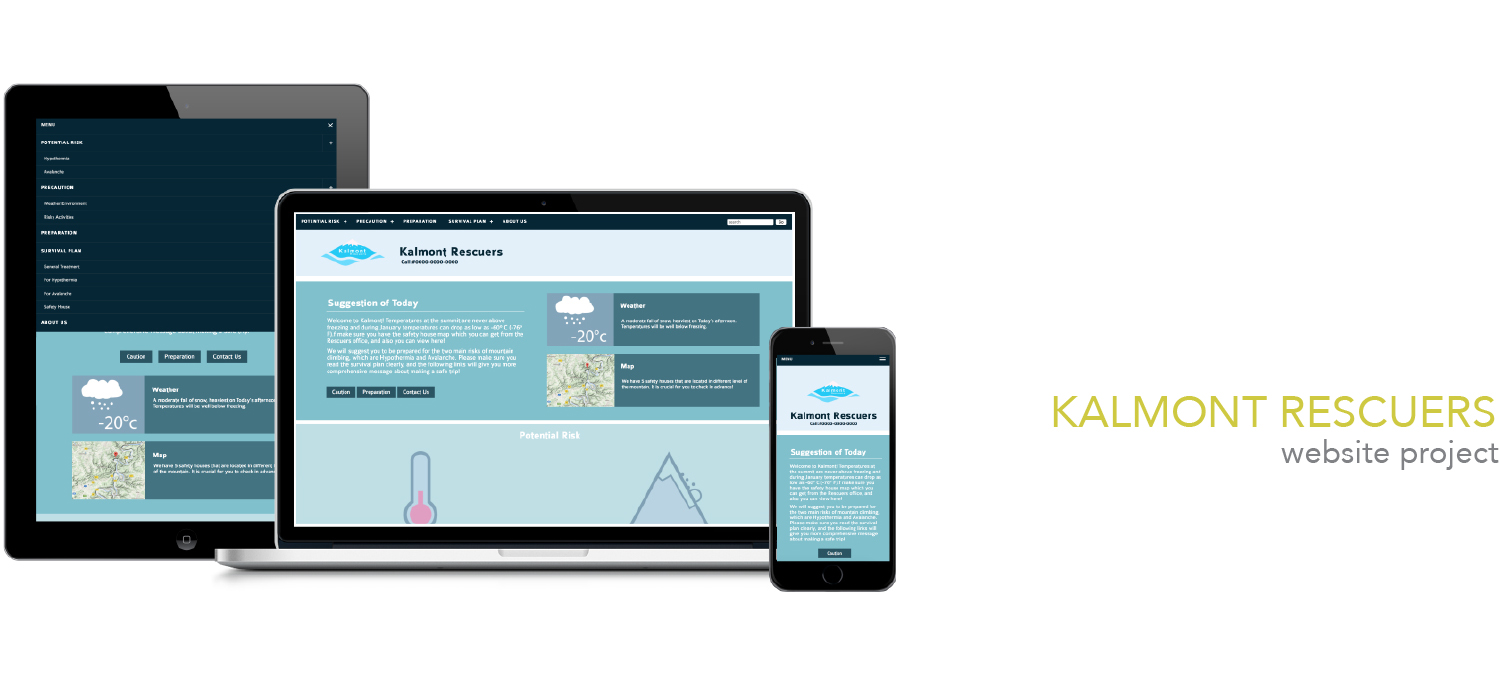 MENU
POTENTIAL RISK +
Hypothermia
Avalanche
PRECAUTION
Weather/Environment
Risk Activities
PREPARATION
SURVIVAL PLAN
General Treatment
For Hypothermia
For Avalanche
Safety House
ABOUT US
Caution Preparation Contact Us
Weather
A moderate fall of snow, heaviest on Today's afternoon.
Temperatures will be well below freezing.
-20°c
Map
We have 5 safety houses that are located in different
of the mountain. It is crucial for you to check in advance
POTENTIAL RISK + PRECAUTION + PREPARATION SURVIVAL PLAN + ABOUT US
Search Go
Kalmont
Kalmont Rescuers
Call:#0000-0000-0000
Suggestion of Today
Welcome to Kalmont! Temperatures at the summit are never above
freezing and during January temperatures can drop as low as -60° C (-76°
F). I make sure you have the safety house map which you can get from the
Rescuers office, and also you can view here!
We will suggest you to be prepared for the two main risks of mountain
climbing, which are Hypothermia and Avalanche. Please make sure you
read the survival plan clearly, and the following links will give you more
comprehensive message about making a safe trip!
Caution Preparation Contact Us
-20°c
Weather
A moderate fall of snow, heaviest on Today's afternoon.
Temperatures will be well below freezing.
Map
We have 5 safety houses that are located in different level of
the mountain. It is crucial for you to check in advance!
Potential Risk
MENU
Kalmont
Kalmont Rescuers
Call:#0000-0000-0000
Suggestion of Today
Welcome to Kalmont! Temperatures at
the summit are never above freezing and
during January temperatures can drop as
low as -60° C (-76° F). I make sure you
have the safety house map which you
can get from the Rescuers office, and
also you can view here!
We will suggest you to be prepared for
the two main risks of mountain climbing,
which are Hypothermia and Avalanche.
Please make sure you read the survival
plan clearly, and the following links will
give you more comprehensive message
about making a safe trip!
Caution
KALMONT RESCUERS
website project